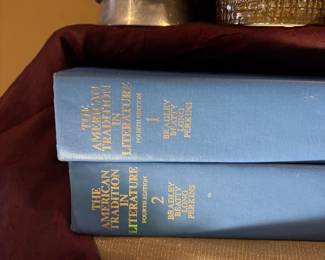 THE
AMERICAN
TRADITION
IN
LITERATURE
FOURTH EDITION
1
BRADLEY
BEATTY
LONG
PERKINS
THE
AMERICAN
TRADITION
IN
LITERATURE
FOURTH EDITION
2
BRADLEY
BEATTY
LONG
PERKINS